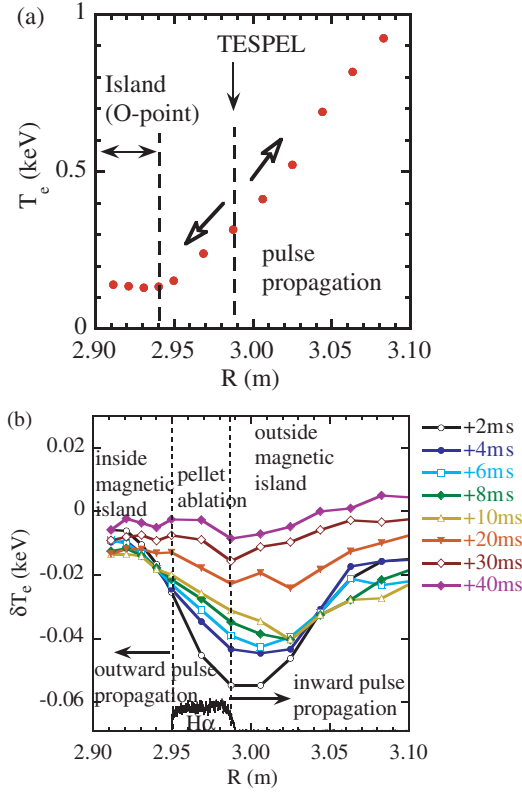 (a)
TESPEL
Island
(O-point)
pulse
propagation
T_e (keV)
1
0.5
0
2.90
2.95
3.00
3.05
3.10
R (m)
(b)
inside
magnetic
island
pellet
ablation
outside
magnetic
island
+2ms
+4ms
+6ms
+8ms
+10ms
+20ms
+30ms
+40ms
δT_e (keV)
0.02
0
-0.02
-0.04
-0.06
outward pulse
propagation
inward pulse
propagation
Hα
2.90
2.95
3.00
3.05
3.10
R (m)